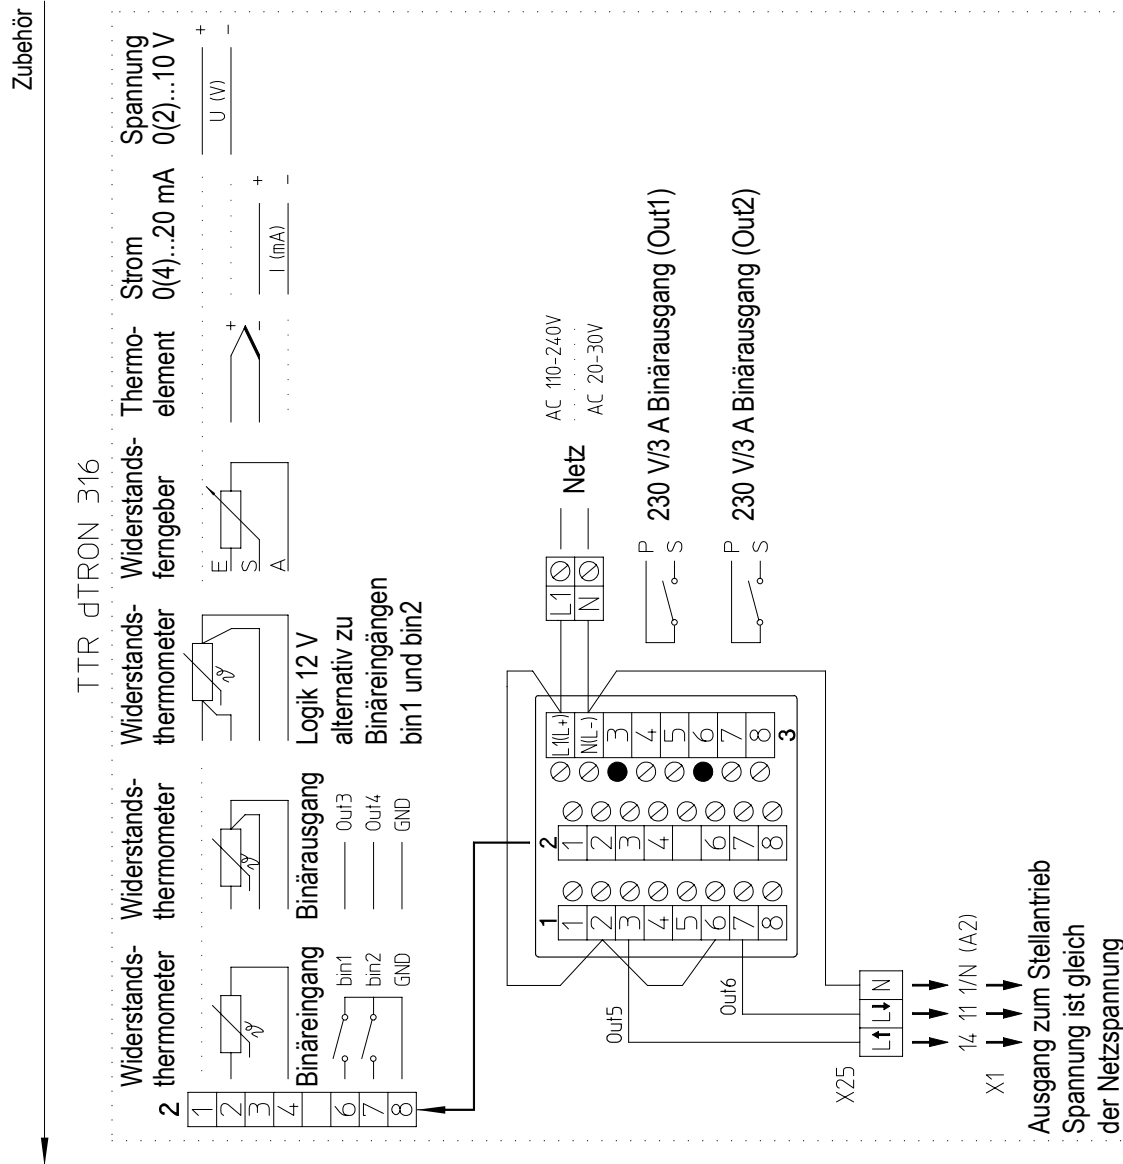 Zubehör
TTR dTRON 316
Widerstands-
thermometer
Widerstands-
thermometer
Widerstands-
thermometer
Widerstands-
ferngeber
Thermo-
element
Strom
0(4)...20 mA
Spannung
0(2)...10 V
E
S
A
+
-
I (mA)
+
-
U (V)
+
-
2
1
2
3
4
6
7
8
Binäreingang
bin1
bin2
GND
Binärausgang
Out3
Out4
GND
Logik 12 V
alternativ zu
Binäreingängen
bin1 und bin2
1
1
2
3
4
5
6
7
8
2
1
2
3
4
6
7
8
L1(L+)
N(L-)
3
4
5
6
7
8
3
L1
N
Netz
AC 110-240V
AC 20-30V
P
S
230 V/3 A Binärausgang (Out1)
P
S
230 V/3 A Binärausgang (Out2)
Out5
Out6
X25
L↑
L↓
N
14
11
1/N (A2)
X1
Ausgang zum Stellantrieb
Spannung ist gleich
der Netzspannung